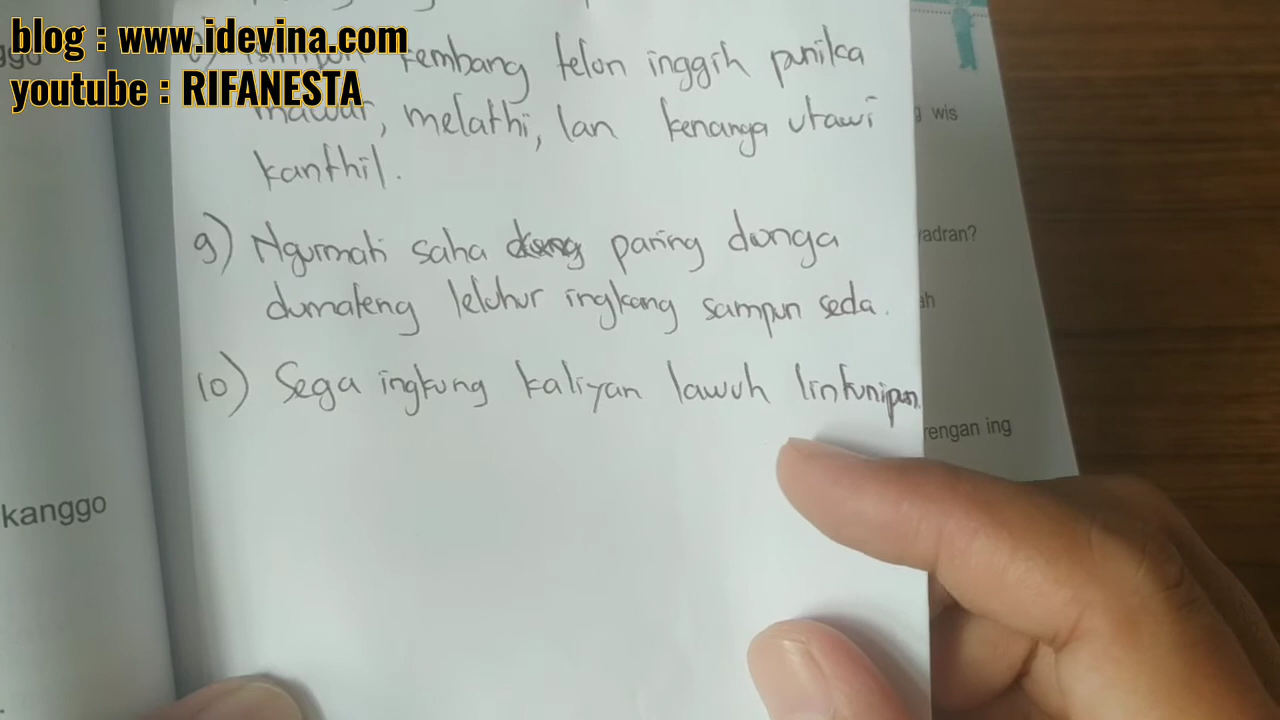 blog : www.idevina.com
youtube : RIFANESTA
kembang telon inggih punika
mawar, melathi, lan kenanga utawi
kanthil.
9) Ngurmati saha paring donga
dumateng leluhur ingkang sampun seda.
10) Sega ingkung kaliyan lawuh lintunipun.
kanggo
wis
adran?
ah
rengan ing